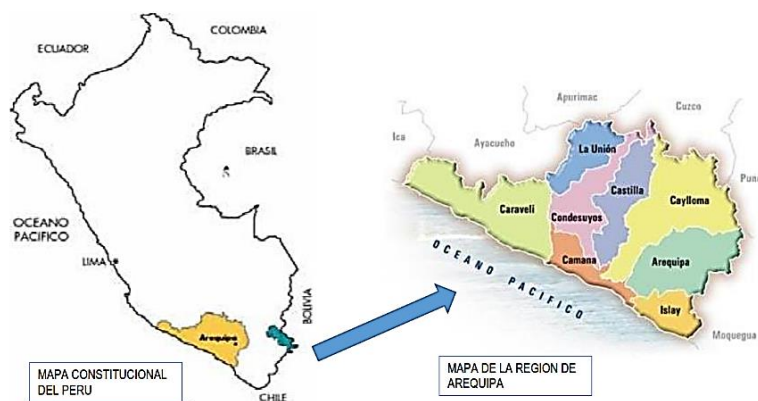 COLOMBIA
ECUADOR
BRASIL
OCEANO
PACIFICO
LIMA
BOLIVIA
Arequipa
CHILE
MAPA CONSTITUCIONAL
DEL PERU
Apurimac
Cuzco
Ica
Ayacucho
La Unión
Puno
Castilla
Caylloma
Caraveli
Condesuyos
Camana
Arequipa
OCEANO PACIFICO
Islay
Moquegua
MAPA DE LA REGION DE
AREQUIPA